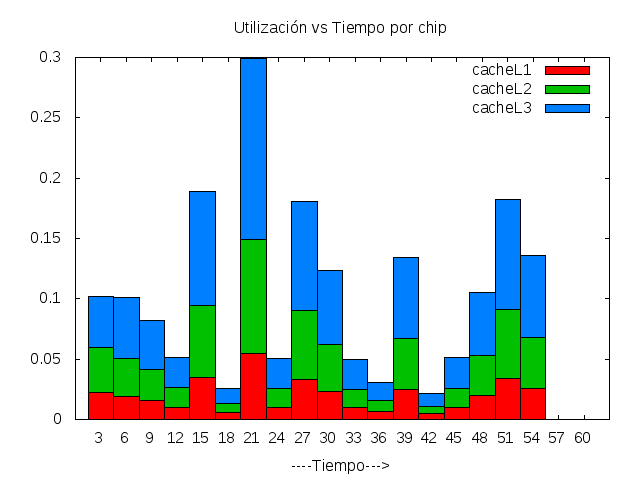 Utilización vs Tiempo por chip
0.3
0.25
0.2
0.15
0.1
0.05
0
cacheL1
cacheL2
cacheL3
3 6 9 12 15 18 21 24 27 30 33 36 39 42 45 48 51 54 57 60
----Tiempo--->